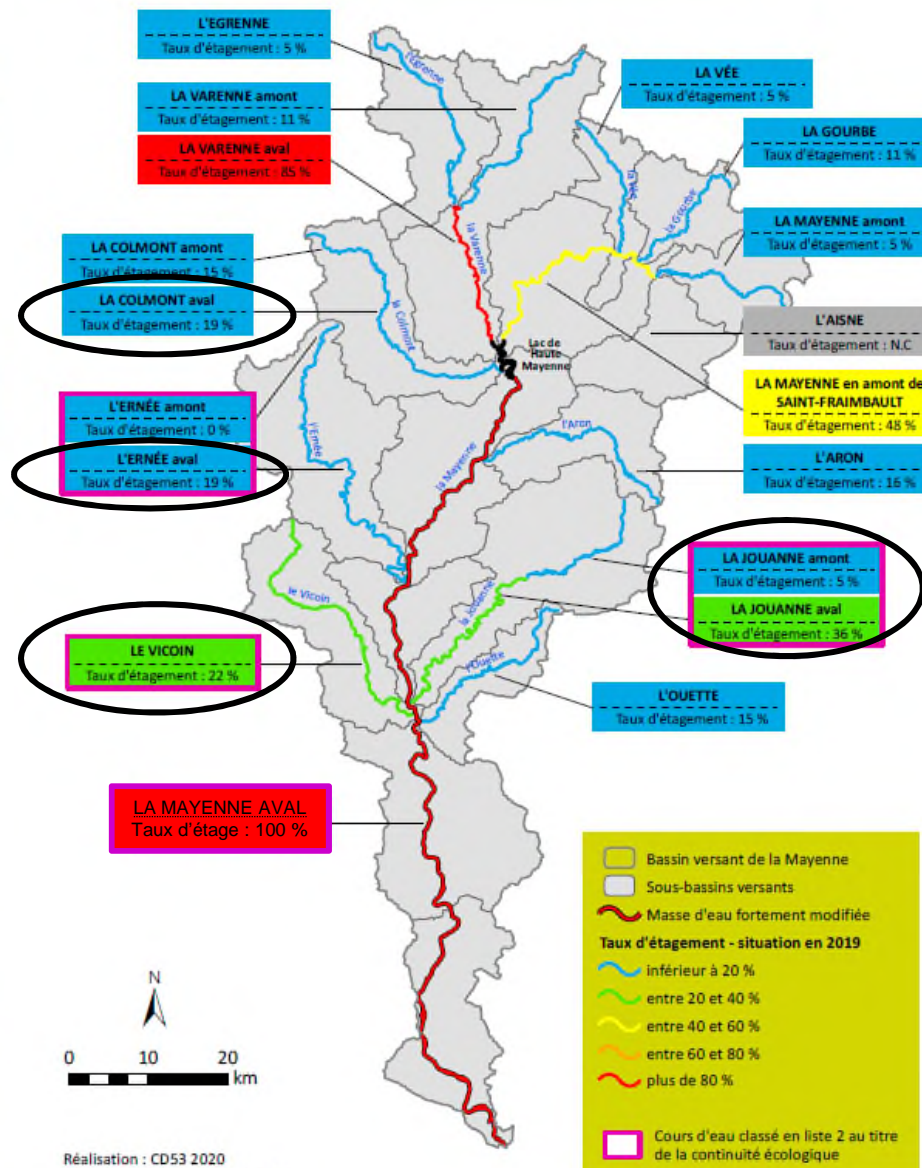 L'EGRENNE
Taux d'étagement : 5 %
LA VARENNE amont
Taux d'étagement : 11 %
LA VARENNE aval
Taux d'étagement : 85 %
LA VÉE
Taux d'étagement : 5 %
LA GOURBE
Taux d'étagement : 11 %
LA MAYENNE amont
Taux d'étagement : 5 %
LA COLMONT amont
Taux d'étagement : 15 %
LA COLMONT aval
Taux d'étagement : 19 %
L'AISNE
Taux d'étagement : N.C
LA MAYENNE en amont de
SAINT-FRAIMBAULT
Taux d'étagement : 48 %
L'ERNÉE amont
Taux d'étagement : 0 %
L'ERNÉE aval
Taux d'étagement : 19 %
L'ARON
Taux d'étagement : 16 %
LA JOUANNE amont
Taux d'étagement : 5 %
LA JOUANNE aval
Taux d'étagement : 36 %
LE VICOIN
Taux d'étagement : 22 %
L'OUETTE
Taux d'étagement : 15 %
LA MAYENNE AVAL
Taux d'étage : 100 %
l'Egrenne
la Varenne
la Vée
la Gourbe
le Colmont
Lac de
Haute
Mayenne
l'Ernée
la Mayenne
l'Aron
le Vicoin
la Jouanne
l'Ouette
Bassin versant de la Mayenne
Sous-bassins versants
Masse d'eau fortement modifiée
Taux d'étagement - situation en 2019
inférieur à 20 %
entre 20 et 40 %
entre 40 et 60 %
entre 60 et 80 %
plus de 80 %
Cours d'eau classé en liste 2 au titre
de la continuité écologique
N
0 10 20
km
Réalisation : CD53 2020